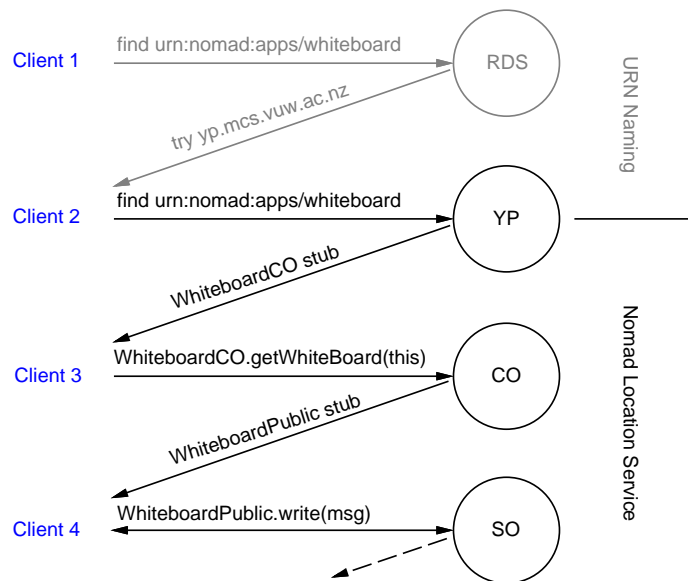 find urn:nomad:apps/whiteboard
Client 1
RDS
URN Naming
try yp.mcs.vuw.ac.nz
find urn:nomad:apps/whiteboard
Client 2
YP
WhiteboardCO stub
Nomad Location Service
WhiteboardCO.getWhiteBoard(this)
Client 3
CO
WhiteboardPublic stub
WhiteboardPublic.write(msg)
Client 4
SO